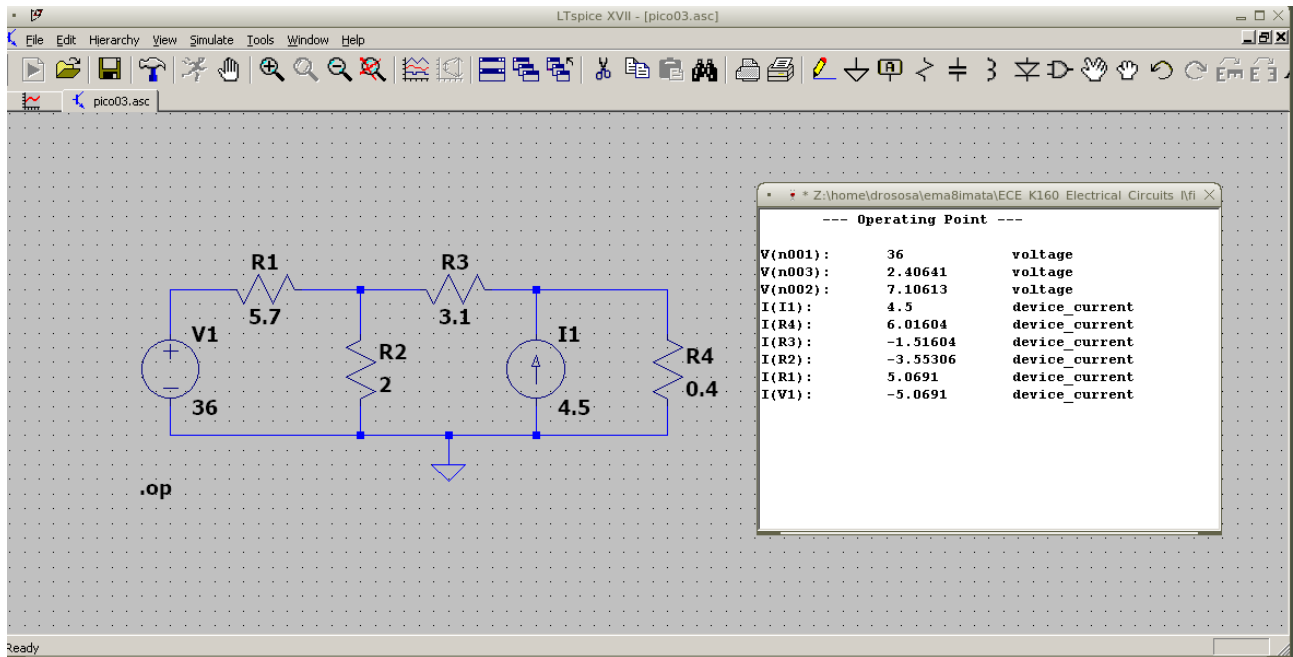 LTspice XVII - [pico03.asc]
File Edit Hierarchy View Simulate Tools Window Help
pico03.asc
* Z:\home\drososa\ema8imata\ECE K160 Electrical Circuits I\fi
--- Operating Point ---
V(n001): 36 voltage
V(n003): 2.40641 voltage
V(n002): 7.10613 voltage
I(I1): 4.5 device_current
I(R4): 6.01604 device_current
I(R3): -1.51604 device_current
I(R2): -3.55306 device_current
I(R1): 5.0691 device_current
I(V1): -5.0691 device_current
R1
5.7
R3
3.1
V1
36
R2
2
I1
4.5
R4
0.4
.op
Ready